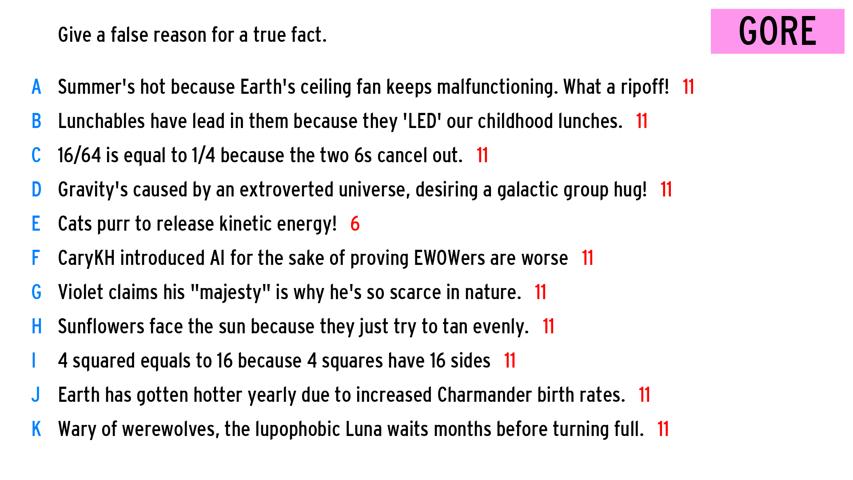 Give a false reason for a true fact.
GORE
A Summer's hot because Earth's ceiling fan keeps malfunctioning. What a ripoff! 11
B Lunchables have lead in them because they 'LED' our childhood lunches. 11
C 16/64 is equal to 1/4 because the two 6s cancel out. 11
D Gravity's caused by an extroverted universe, desiring a galactic group hug! 11
E Cats purr to release kinetic energy! 6
F CaryKH introduced AI for the sake of proving EWOWers are worse 11
G Violet claims his "majesty" is why he's so scarce in nature. 11
H Sunflowers face the sun because they just try to tan evenly. 11
I 4 squared equals to 16 because 4 squares have 16 sides 11
J Earth has gotten hotter yearly due to increased Charmander birth rates. 11
K Wary of werewolves, the lupophobic Luna waits months before turning full. 11